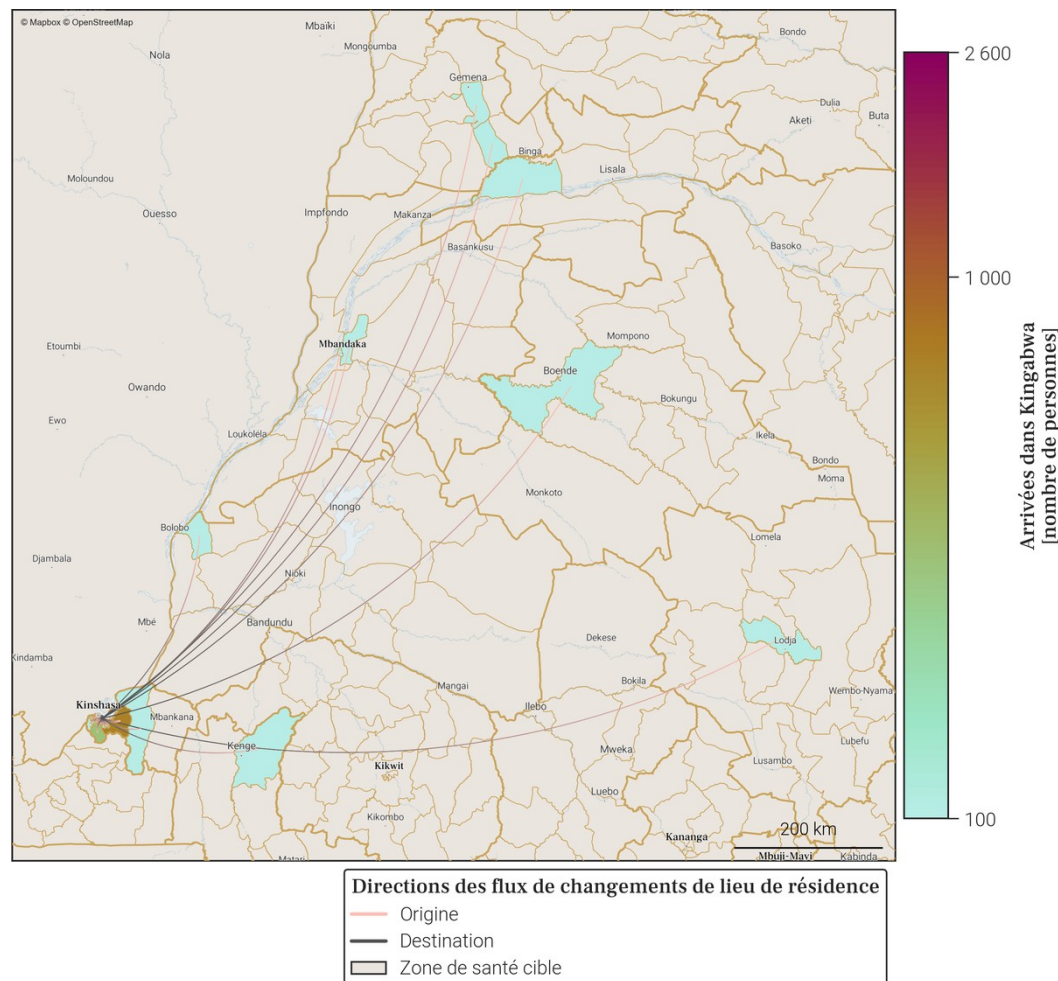 © Mapbox © OpenStreetMap
Mbaïki
Bondo
Nola
Mongoumba
Gemena
Dulia
Buta
Aketi
Binga
Lisala
Moloundou
Ouesso
Impfondo
Makanza
Basankusu
Basoko
Mbandaka
Mompono
Etoumbi
Boende
Owando
Bokungu
Ewo
Loukoléla
Ikela
Bondo
Moma
Monkoto
Inongo
Bolobo
Lomela
Djambala
Nioki
Mbé
Bandundu
Dekese
Lodja
Kindamba
Bokila
Mangai
Wembo-Nyama
Kinshasa
Mbankana
Ilebo
Kenge
Mweka
Lubefu
Kikwit
Lusambo
Luebo
Kikombo
Kananga
200 km
Matari
Mbuji-Mavi
Kabinda
2 600
1 000
100
Arrivées dans Kingabwa
[nombre de personnes]
Directions des flux de changements de lieu de résidence
Origine
Destination
Zone de santé cible